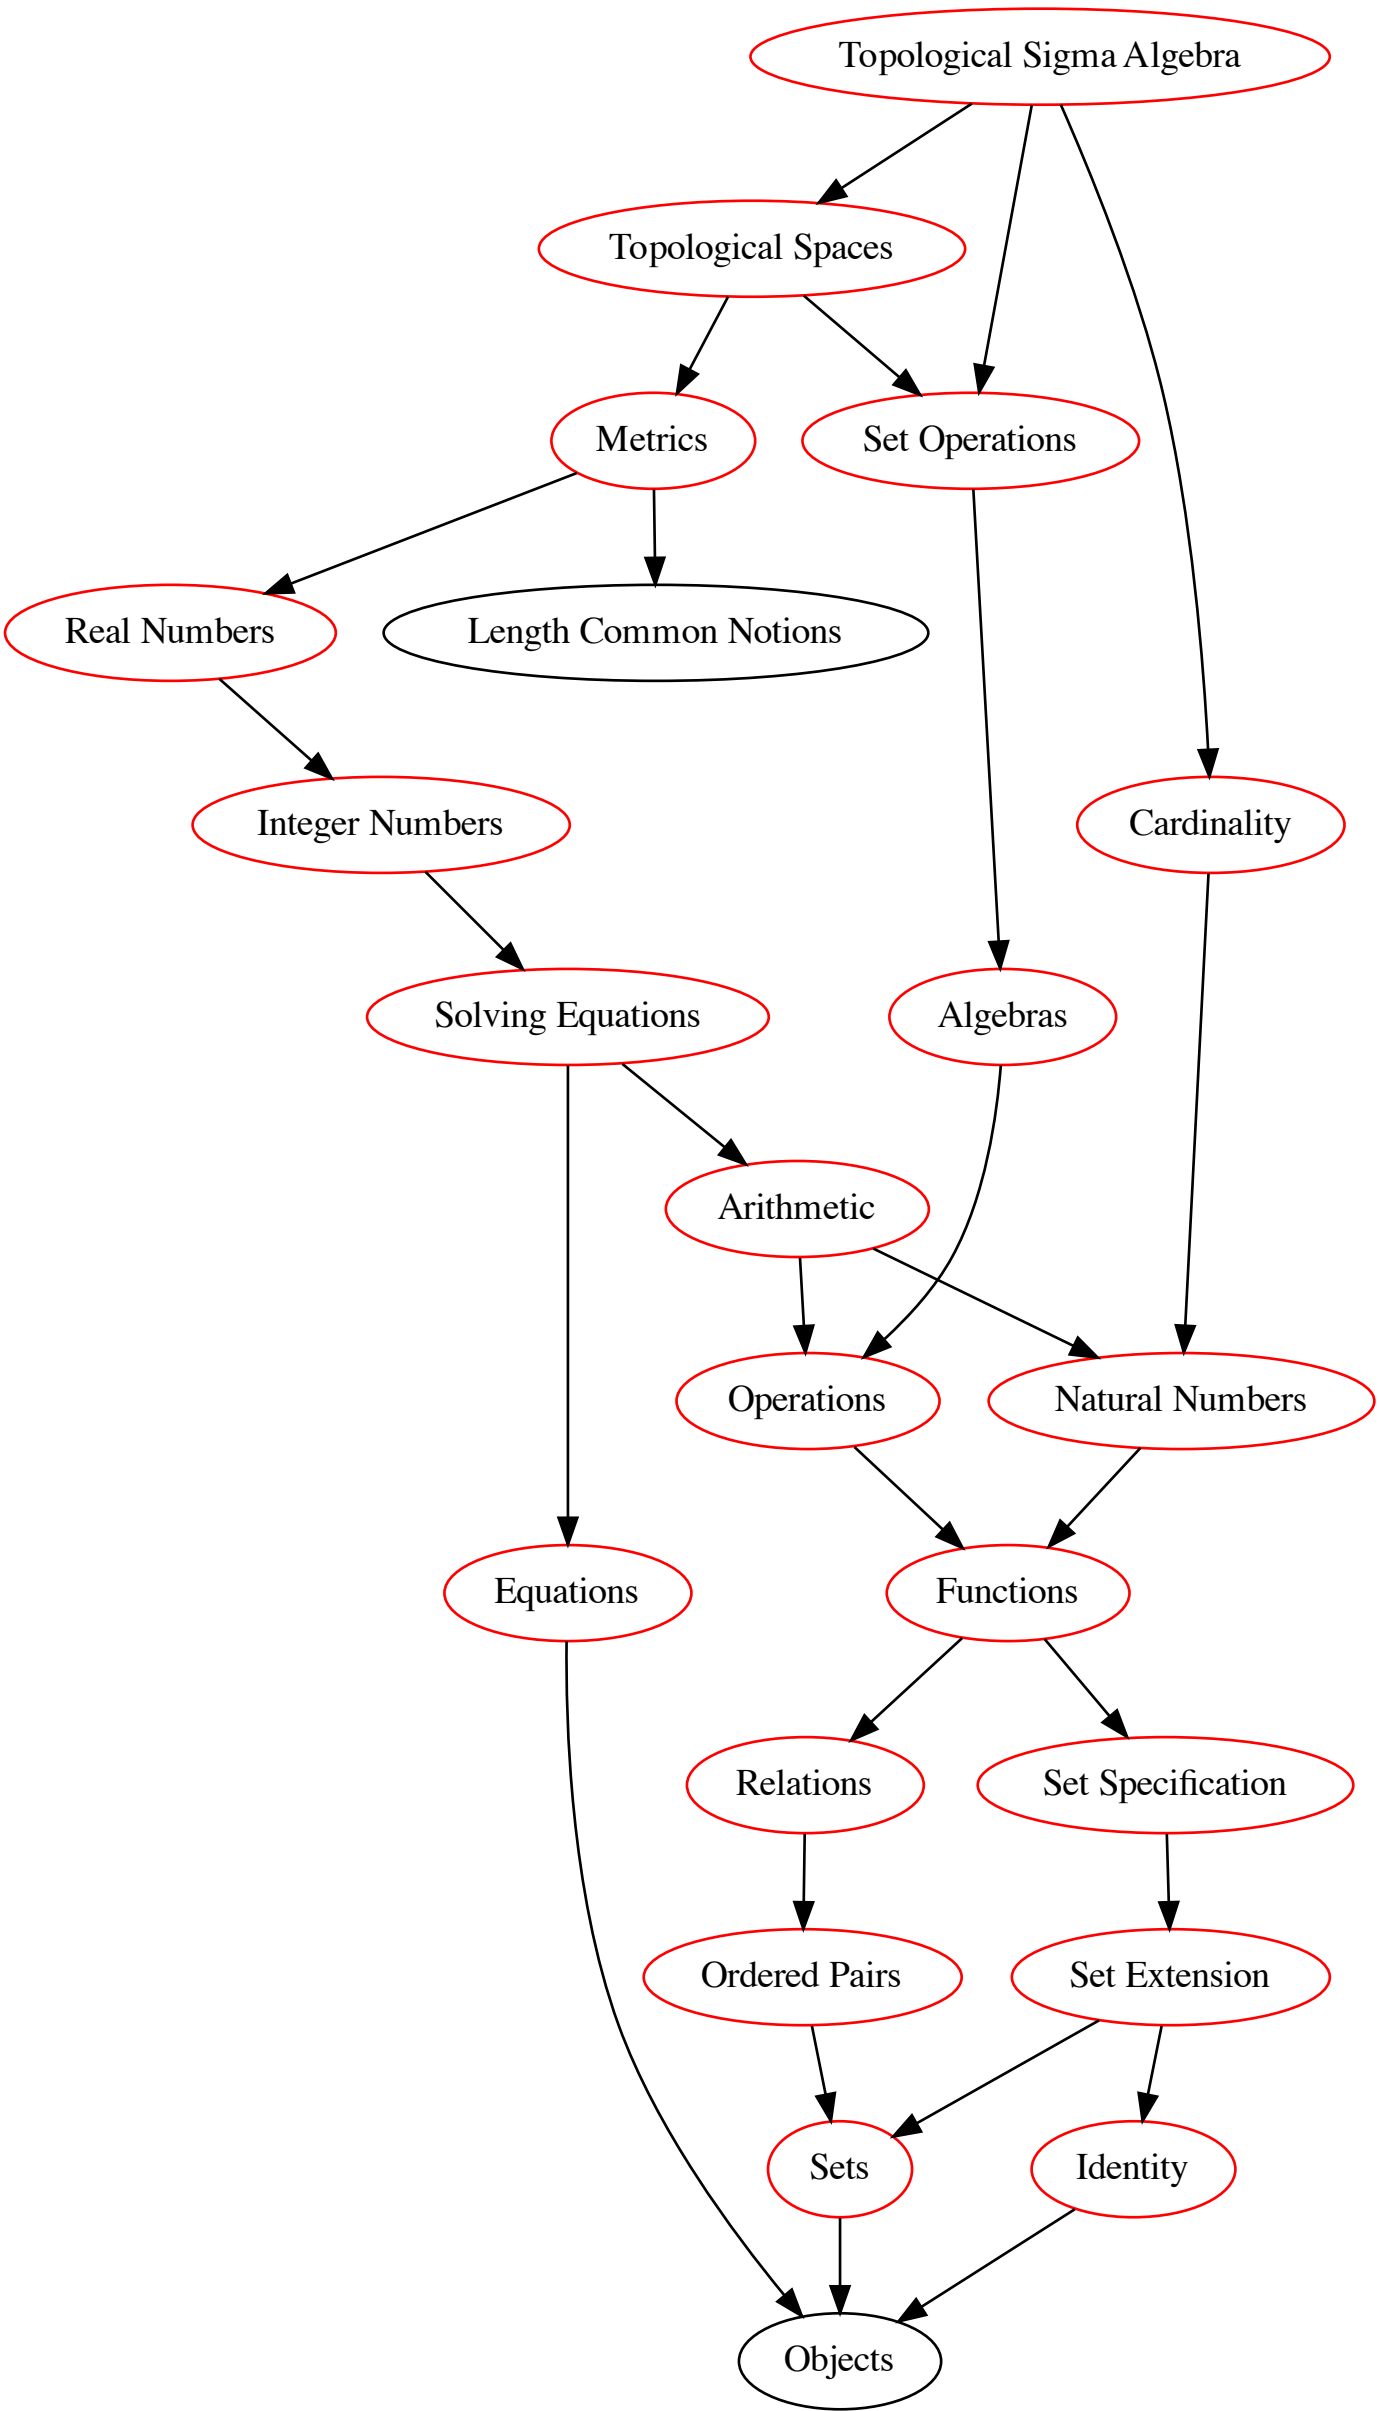 Topological Sigma Algebra
Topological Spaces
Metrics
Set Operations
Real Numbers
Length Common Notions
Integer Numbers
Cardinality
Solving Equations
Algebras
Arithmetic
Operations
Natural Numbers
Equations
Functions
Relations
Set Specification
Ordered Pairs
Set Extension
Sets
Identity
Objects